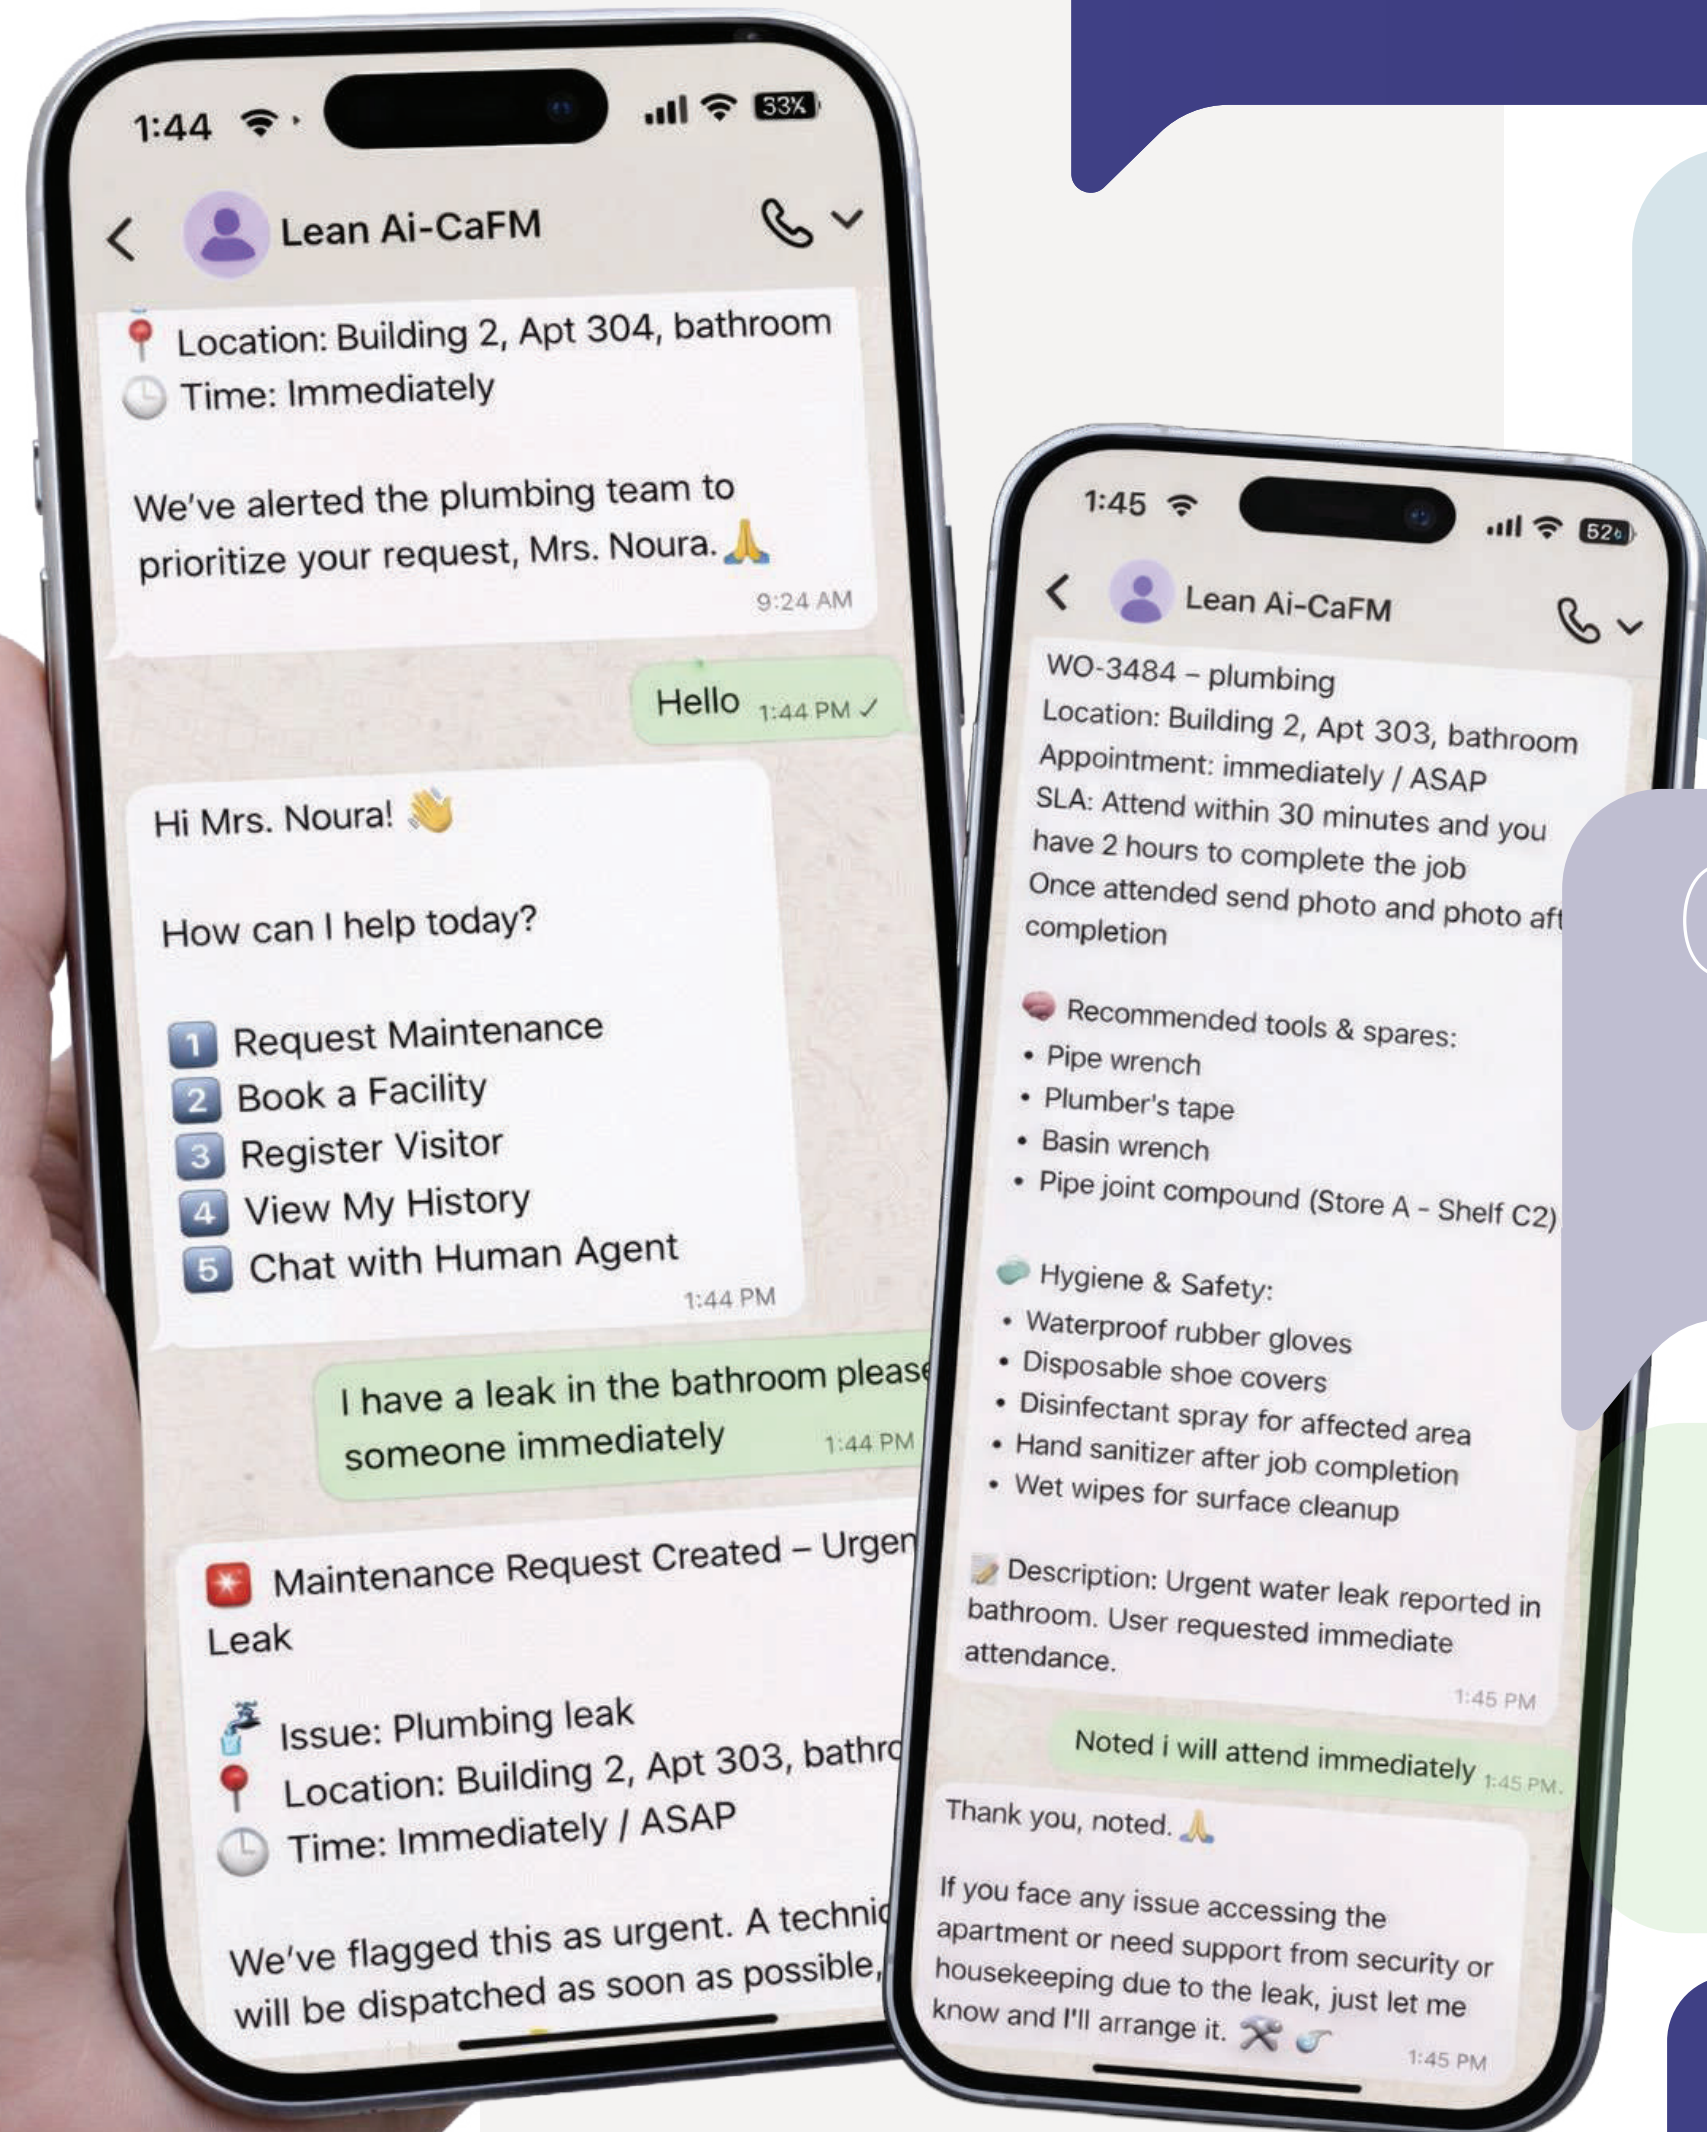 1:44
33%
Lean Ai-CaFM
Location: Building 2, Apt 304, bathroom
Time: Immediately
We've alerted the plumbing team to
prioritize your request, Mrs. Noura.
9:24 AM
Hello 1:44 PM
Hi Mrs. Noura!
How can I help today?
1 Request Maintenance
2 Book a Facility
3 Register Visitor
4 View My History
5 Chat with Human Agent
1:44 PM
I have a leak in the bathroom please
someone immediately 1:44 PM
Maintenance Request Created – Urgen
Leak
Issue: Plumbing leak
Location: Building 2, Apt 303, bathro
Time: Immediately / ASAP
We've flagged this as urgent. A technic
will be dispatched as soon as possible,
1:45
52
Lean Ai-CaFM
WO-3484 – plumbing
Location: Building 2, Apt 303, bathroom
Appointment: immediately / ASAP
SLA: Attend within 30 minutes and you
have 2 hours to complete the job
Once attended send photo and photo aft
completion
Recommended tools & spares:
• Pipe wrench
• Plumber's tape
• Basin wrench
• Pipe joint compound (Store A - Shelf C2)
Hygiene & Safety:
• Waterproof rubber gloves
• Disposable shoe covers
• Disinfectant spray for affected area
• Hand sanitizer after job completion
• Wet wipes for surface cleanup
Description: Urgent water leak reported in
bathroom. User requested immediate
attendance.
1:45 PM
Noted i will attend immediately 1:45 PM.
Thank you, noted.
If you face any issue accessing the
apartment or need support from security or
housekeeping due to the leak, just let me
know and I'll arrange it.
1:45 PM